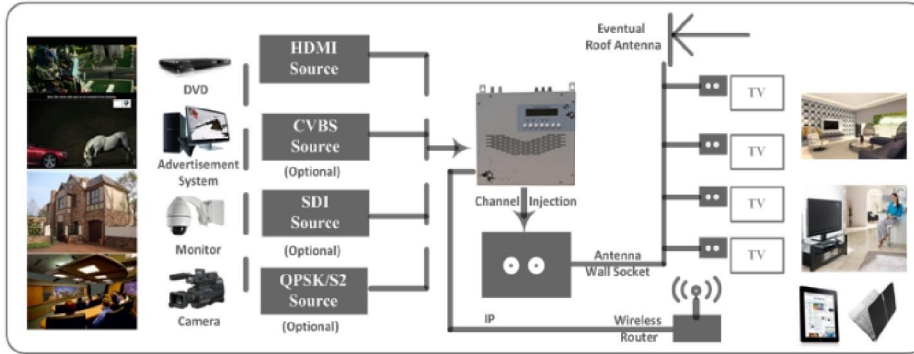 DVD
Advertisement
System
Monitor
Camera
HDMI
Source
CVBS
Source
(Optional)
SDI
Source
(Optional)
QPSK/S2
Source
(Optional)
Channel Injection
IP
Eventual
Roof Antenna
Antenna
Wall Socket
Wireless
Router
TV
TV
TV
TV